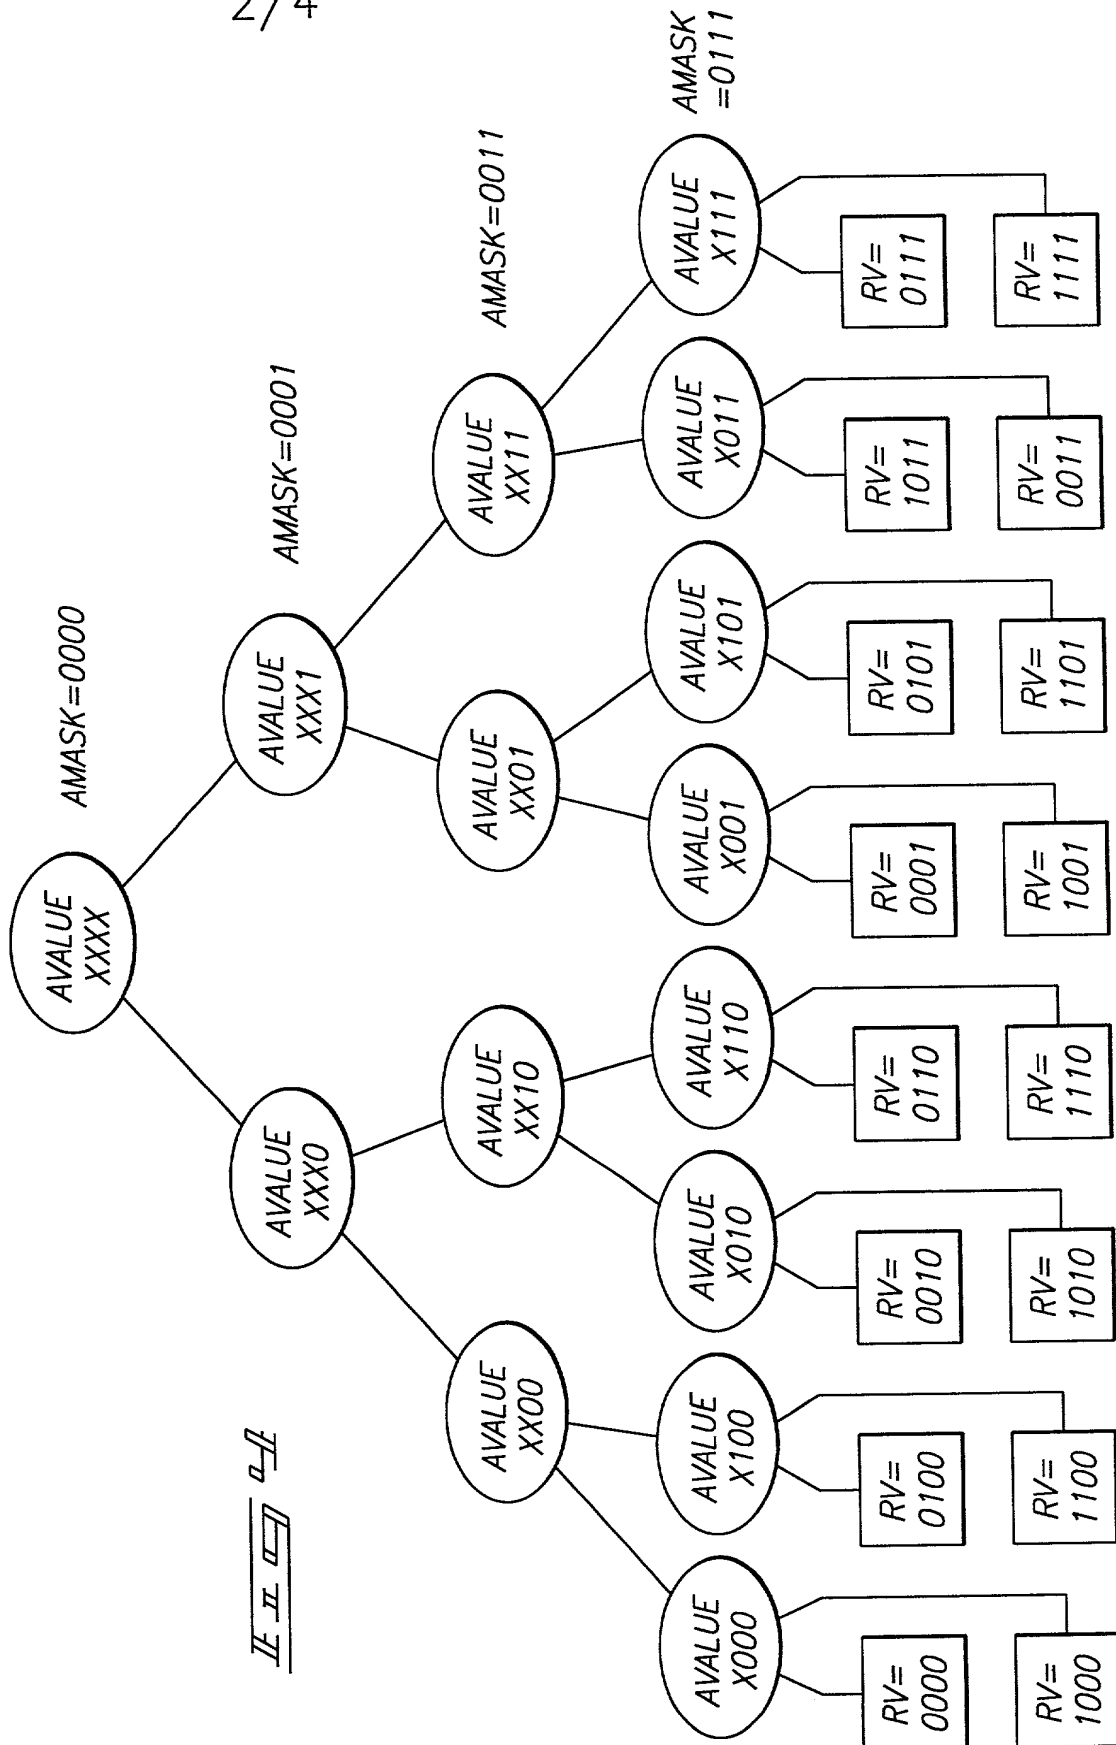 2/4
Fig 4
AMASK=0000
AVALUE
XXXX
AMASK=0001
AVALUE
XXX0
AVALUE
XXX1
AMASK=0011
AVALUE
XX00
AVALUE
XX10
AVALUE
XX01
AVALUE
XX11
AMASK
=0111
AVALUE
X000
AVALUE
X100
AVALUE
X010
AVALUE
X110
AVALUE
X001
AVALUE
X101
AVALUE
X011
AVALUE
X111
RV=
0000
RV=
0100
RV=
0010
RV=
0110
RV=
0001
RV=
0101
RV=
1011
RV=
0111
RV=
1000
RV=
1100
RV=
1010
RV=
1110
RV=
1001
RV=
1101
RV=
0011
RV=
1111